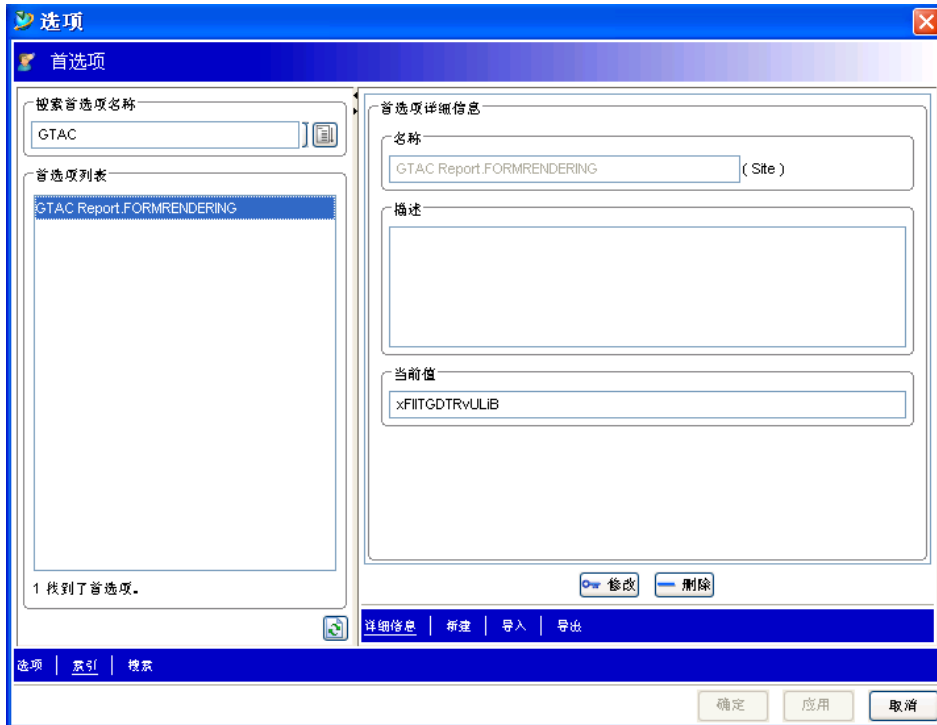 选项
首选项
搜索首选项名称
GTAC
首选项列表
GTAC Report.FORMRENDERING
1 找到了首选项。
首选项详细信息
名称
GTAC Report.FORMRENDERING ( Site )
描述
当前值
xFIITGDTRvULiB
修改 删除
详细信息 新建 导入 导出
选项 索引 搜索
确定 应用 取消